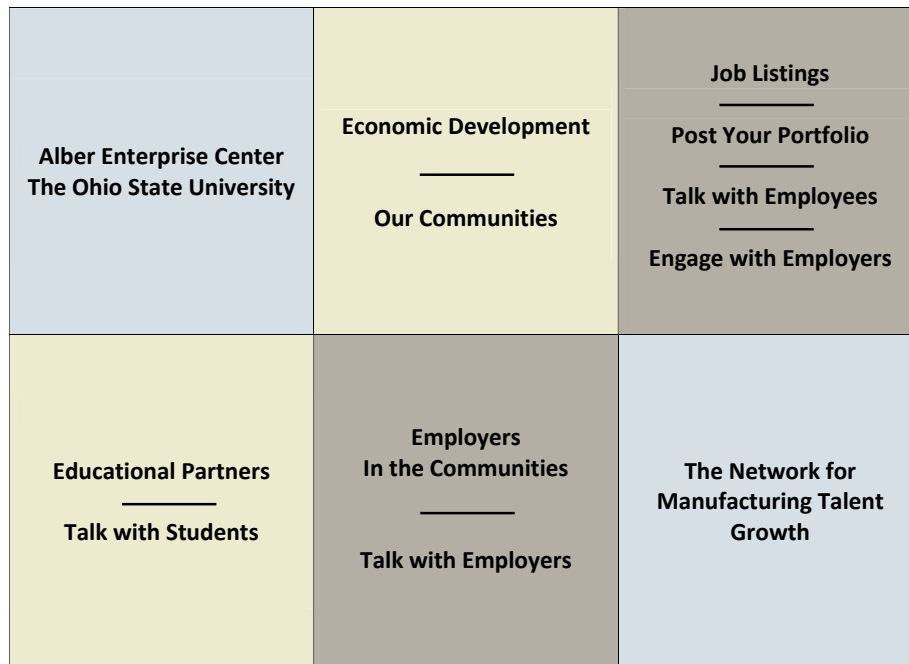 Alber Enterprise Center
The Ohio State University
Economic Development
Our Communities
Job Listings
Post Your Portfolio
Talk with Employees
Engage with Employers
Educational Partners
Talk with Students
Employers
In the Communities
Talk with Employers
The Network for
Manufacturing Talent
Growth